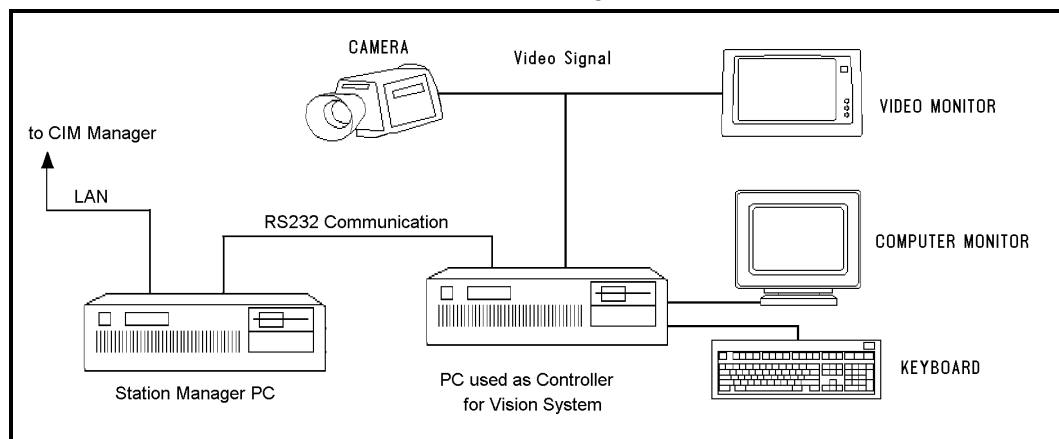 CAMERA
Video Signal
VIDEO MONITOR
to CIM Manager
LAN
RS232 Communication
COMPUTER MONITOR
Station Manager PC
PC used as Controller
for Vision System
KEYBOARD